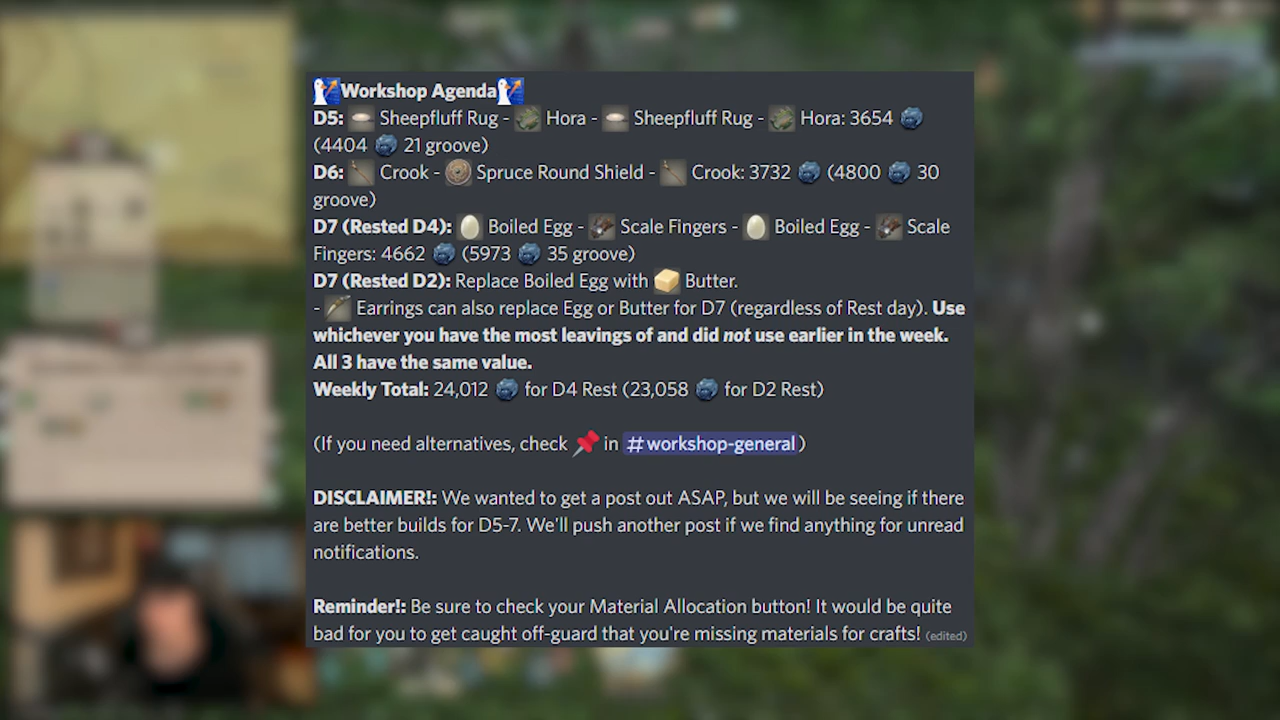 Workshop Agenda
D5: Sheepfluff Rug - Hora - Sheepfluff Rug - Hora: 3654
(4404 21 groove)
D6: Crook - Spruce Round Shield - Crook: 3732 (4800 30
groove)
D7 (Rested D4): Boiled Egg - Scale Fingers - Boiled Egg - Scale
Fingers: 4662 (5973 35 groove)
D7 (Rested D2): Replace Boiled Egg with Butter.
- Earrings can also replace Egg or Butter for D7 (regardless of Rest day). Use
whichever you have the most leavings of and did not use earlier in the week.
All 3 have the same value.
Weekly Total: 24,012 for D4 Rest (23,058 for D2 Rest)
(If you need alternatives, check in #workshop-general)
DISCLAIMER!: We wanted to get a post out ASAP, but we will be seeing if there
are better builds for D5-7. We'll push another post if we find anything for unread
notifications.
Reminder!: Be sure to check your Material Allocation button! It would be quite
bad for you to get caught off-guard that you're missing materials for crafts! (edited)